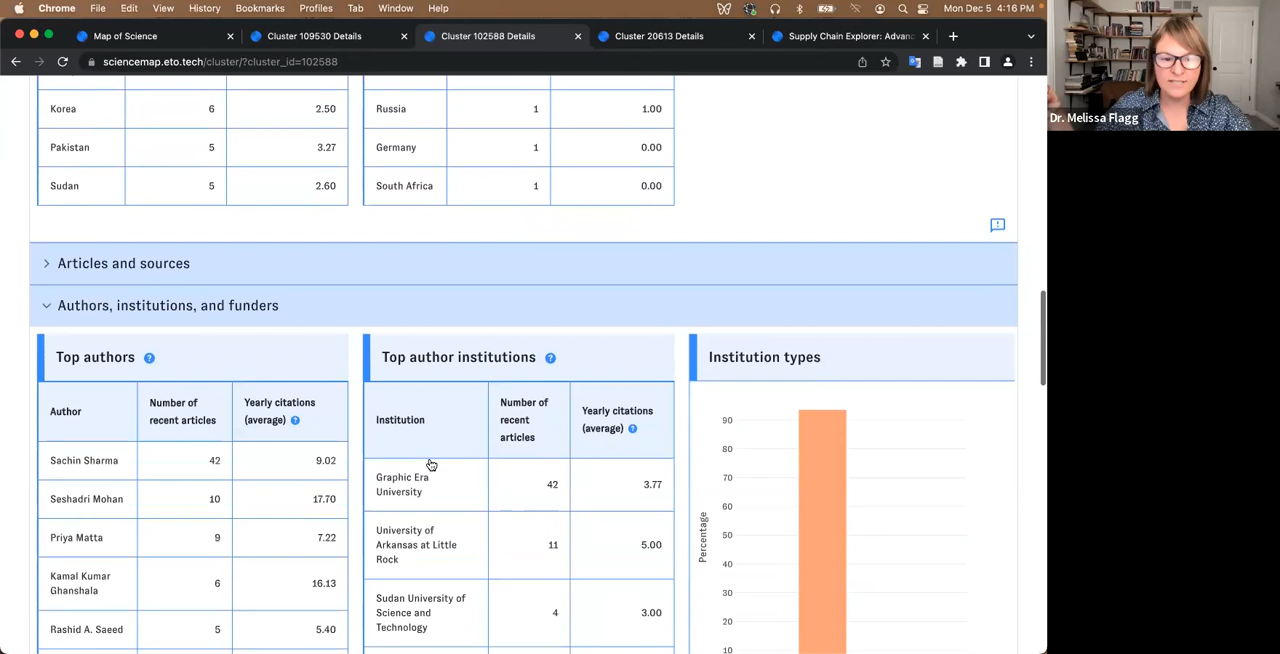 Chrome File Edit View History Bookmarks Profiles Tab Window Help Mon Dec 5 4:16 PM
Map of Science Cluster 109530 Details Cluster 102588 Details Cluster 20613 Details Supply Chain Explorer: Advanc
sciencemap.eto.tech/cluster/?cluster_id=102588
Dr. Melissa Flagg
Korea 6 2.50 Russia 1 1.00
Pakistan 5 3.27 Germany 1 0.00
Sudan 5 2.60 South Africa 1 0.00
Articles and sources
Authors, institutions, and funders
Top authors ?
Author
Number of
recent articles
Yearly citations
(average) ?
Sachin Sharma 42 9.02
Seshadri Mohan 10 17.70
Priya Matta 9 7.22
Kamal Kumar
Ghanshala 6 16.13
Rashid A. Saeed 5 5.40
Top author institutions ?
Institution
Number of
recent
articles
Yearly citations
(average) ?
Graphic Era
University 42 3.77
University of
Arkansas at Little
Rock 11 5.00
Sudan University of
Science and
Technology 4 3.00
Institution types
Percentage
90
80
70
60
50
40
30
20
10